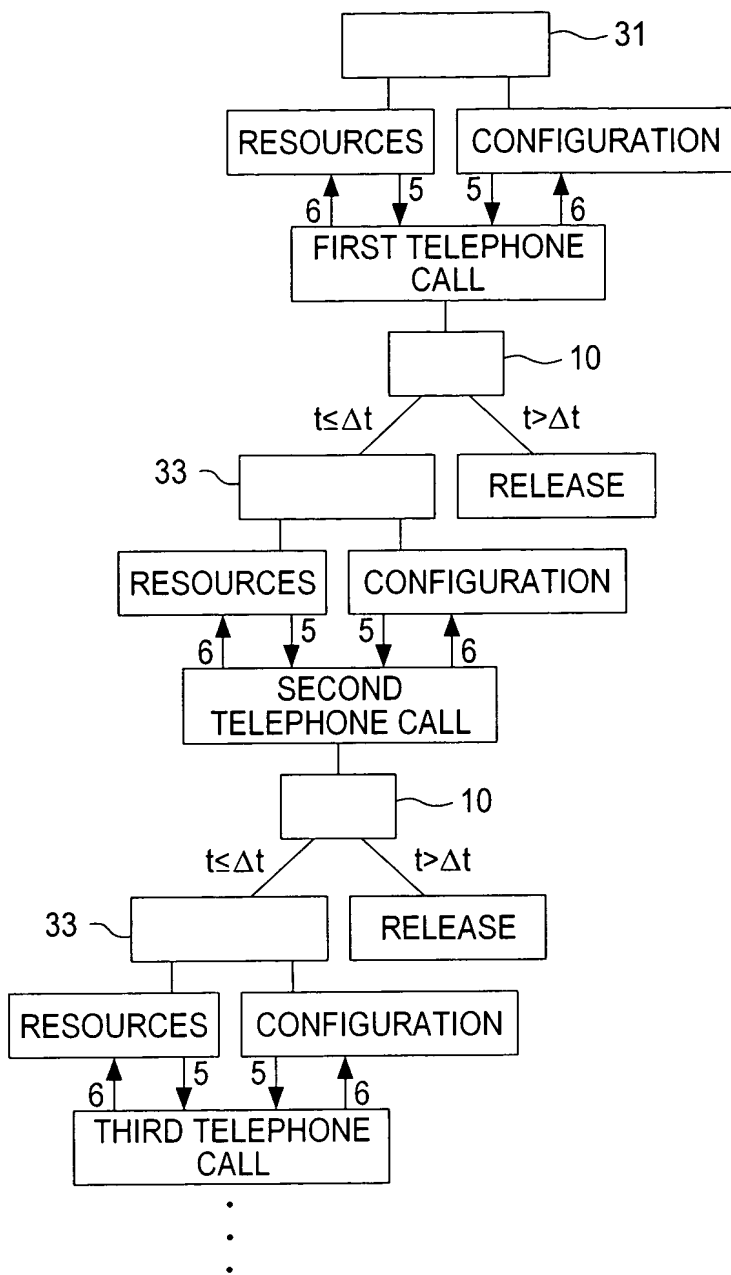 31
RESOURCES
CONFIGURATION
6
5
5
6
FIRST TELEPHONE
CALL
10
t≤Δt
t>Δt
33
RELEASE
RESOURCES
CONFIGURATION
6
5
5
6
SECOND
TELEPHONE CALL
10
t≤Δt
t>Δt
33
RELEASE
RESOURCES
CONFIGURATION
6
5
5
6
THIRD TELEPHONE
CALL